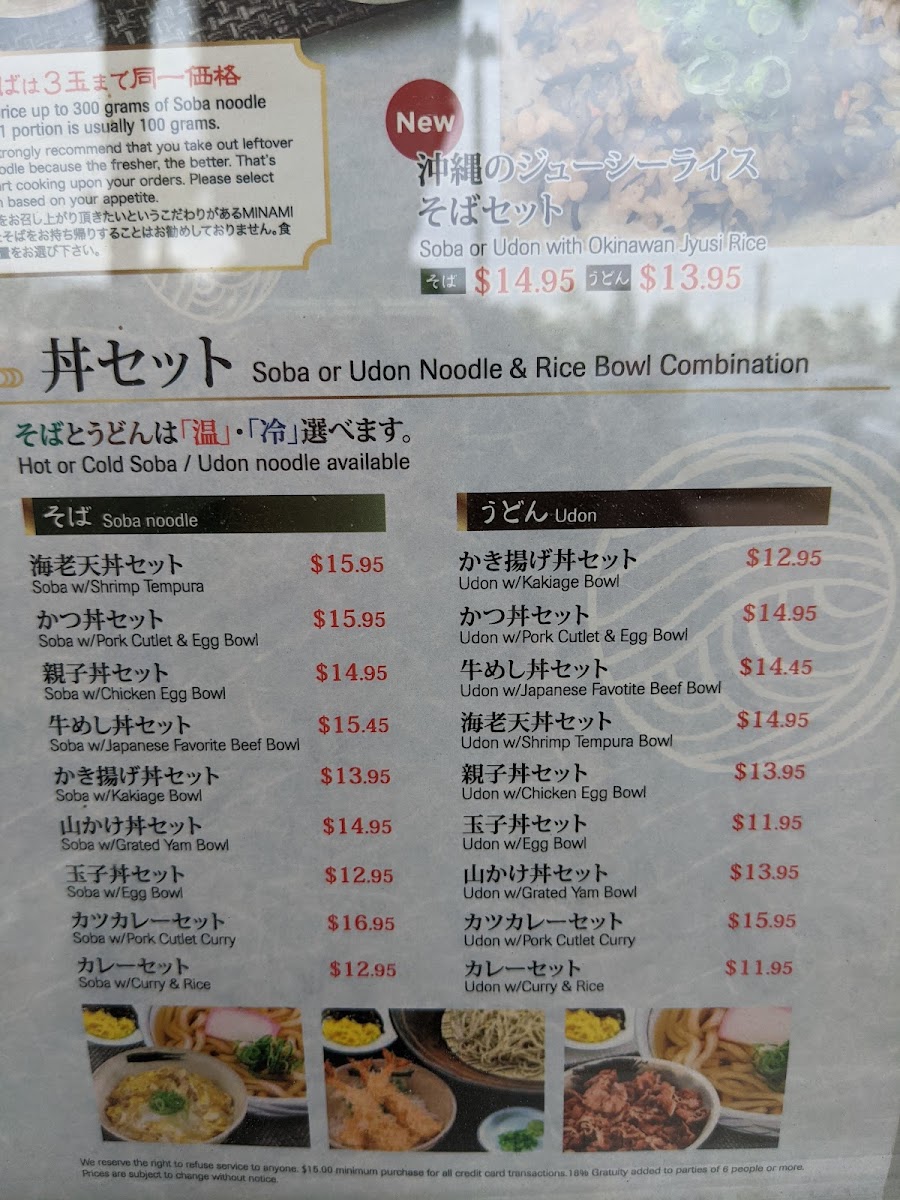 ばは3玉まで同一価格
rice up to 300 grams of Soba noodle
1 portion is usually 100 grams.
trongly recommend that you take out leftover
odle because the fresher, the better. That's
rt cooking upon your orders. Please select
n based on your appetite.
をお召し上がり頂きたいというこだわりがあるMINAMI
そばをお持ち帰りすることはお勧めしておりません。食
量をお選び下さい。
New
沖縄のジューシーライス
そばセット
Soba or Udon with Okinawan Jyusi Rice
そば $14.95 うどん $13.95
丼セット Soba or Udon Noodle & Rice Bowl Combination
そばとうどんは「温」・「冷」選べます。
Hot or Cold Soba / Udon noodle available
そば Soba noodle
海老天丼セット $15.95
Soba w/Shrimp Tempura
かつ丼セット $15.95
Soba w/Pork Cutlet & Egg Bowl
親子丼セット $14.95
Soba w/Chicken Egg Bowl
牛めし丼セット $15.45
Soba w/Japanese Favorite Beef Bowl
かき揚げ丼セット $13.95
Soba w/Kakiage Bowl
山かけ丼セット $14.95
Soba w/Grated Yam Bowl
玉子丼セット $12.95
Soba w/Egg Bowl
カツカレーセット $16.95
Soba w/Pork Cutlet Curry
カレーセット $12.95
Soba w/Curry & Rice
うどん Udon
かき揚げ丼セット $12.95
Udon w/Kakiage Bowl
かつ丼セット $14.95
Udon w/Pork Cutlet & Egg Bowl
牛めし丼セット $14.45
Udon w/Japanese Favotite Beef Bowl
海老天丼セット $14.95
Udon w/Shrimp Tempura Bowl
親子丼セット $13.95
Udon w/Chicken Egg Bowl
玉子丼セット $11.95
Udon w/Egg Bowl
山かけ丼セット $13.95
Udon w/Grated Yam Bowl
カツカレーセット $15.95
Udon w/Pork Cutlet Curry
カレーセット $11.95
Udon w/Curry & Rice
We reserve the right to refuse service to anyone. $15.00 minimum purchase for all credit card transactions. 18% Gratuity added to parties of 6 people or more.
Prices are subject to change without notice.